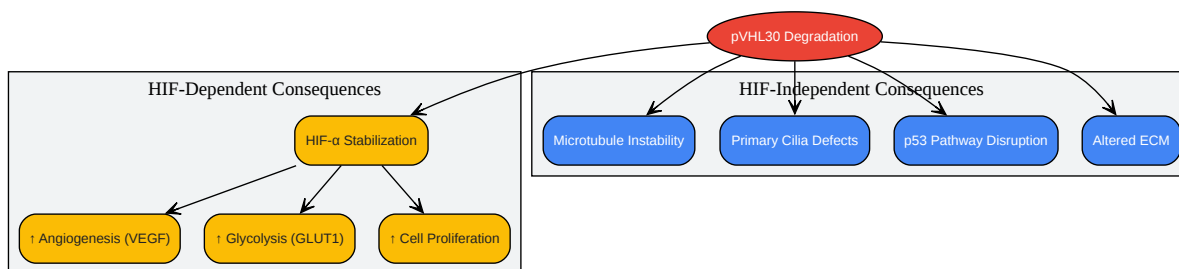 pVHL30 Degradation
HIF-Dependent Consequences
HIF-Independent Consequences
HIF-α Stabilization
Microtubule Instability
Primary Cilia Defects
p53 Pathway Disruption
Altered ECM
↑ Angiogenesis (VEGF)
↑ Glycolysis (GLUT1)
↑ Cell Proliferation